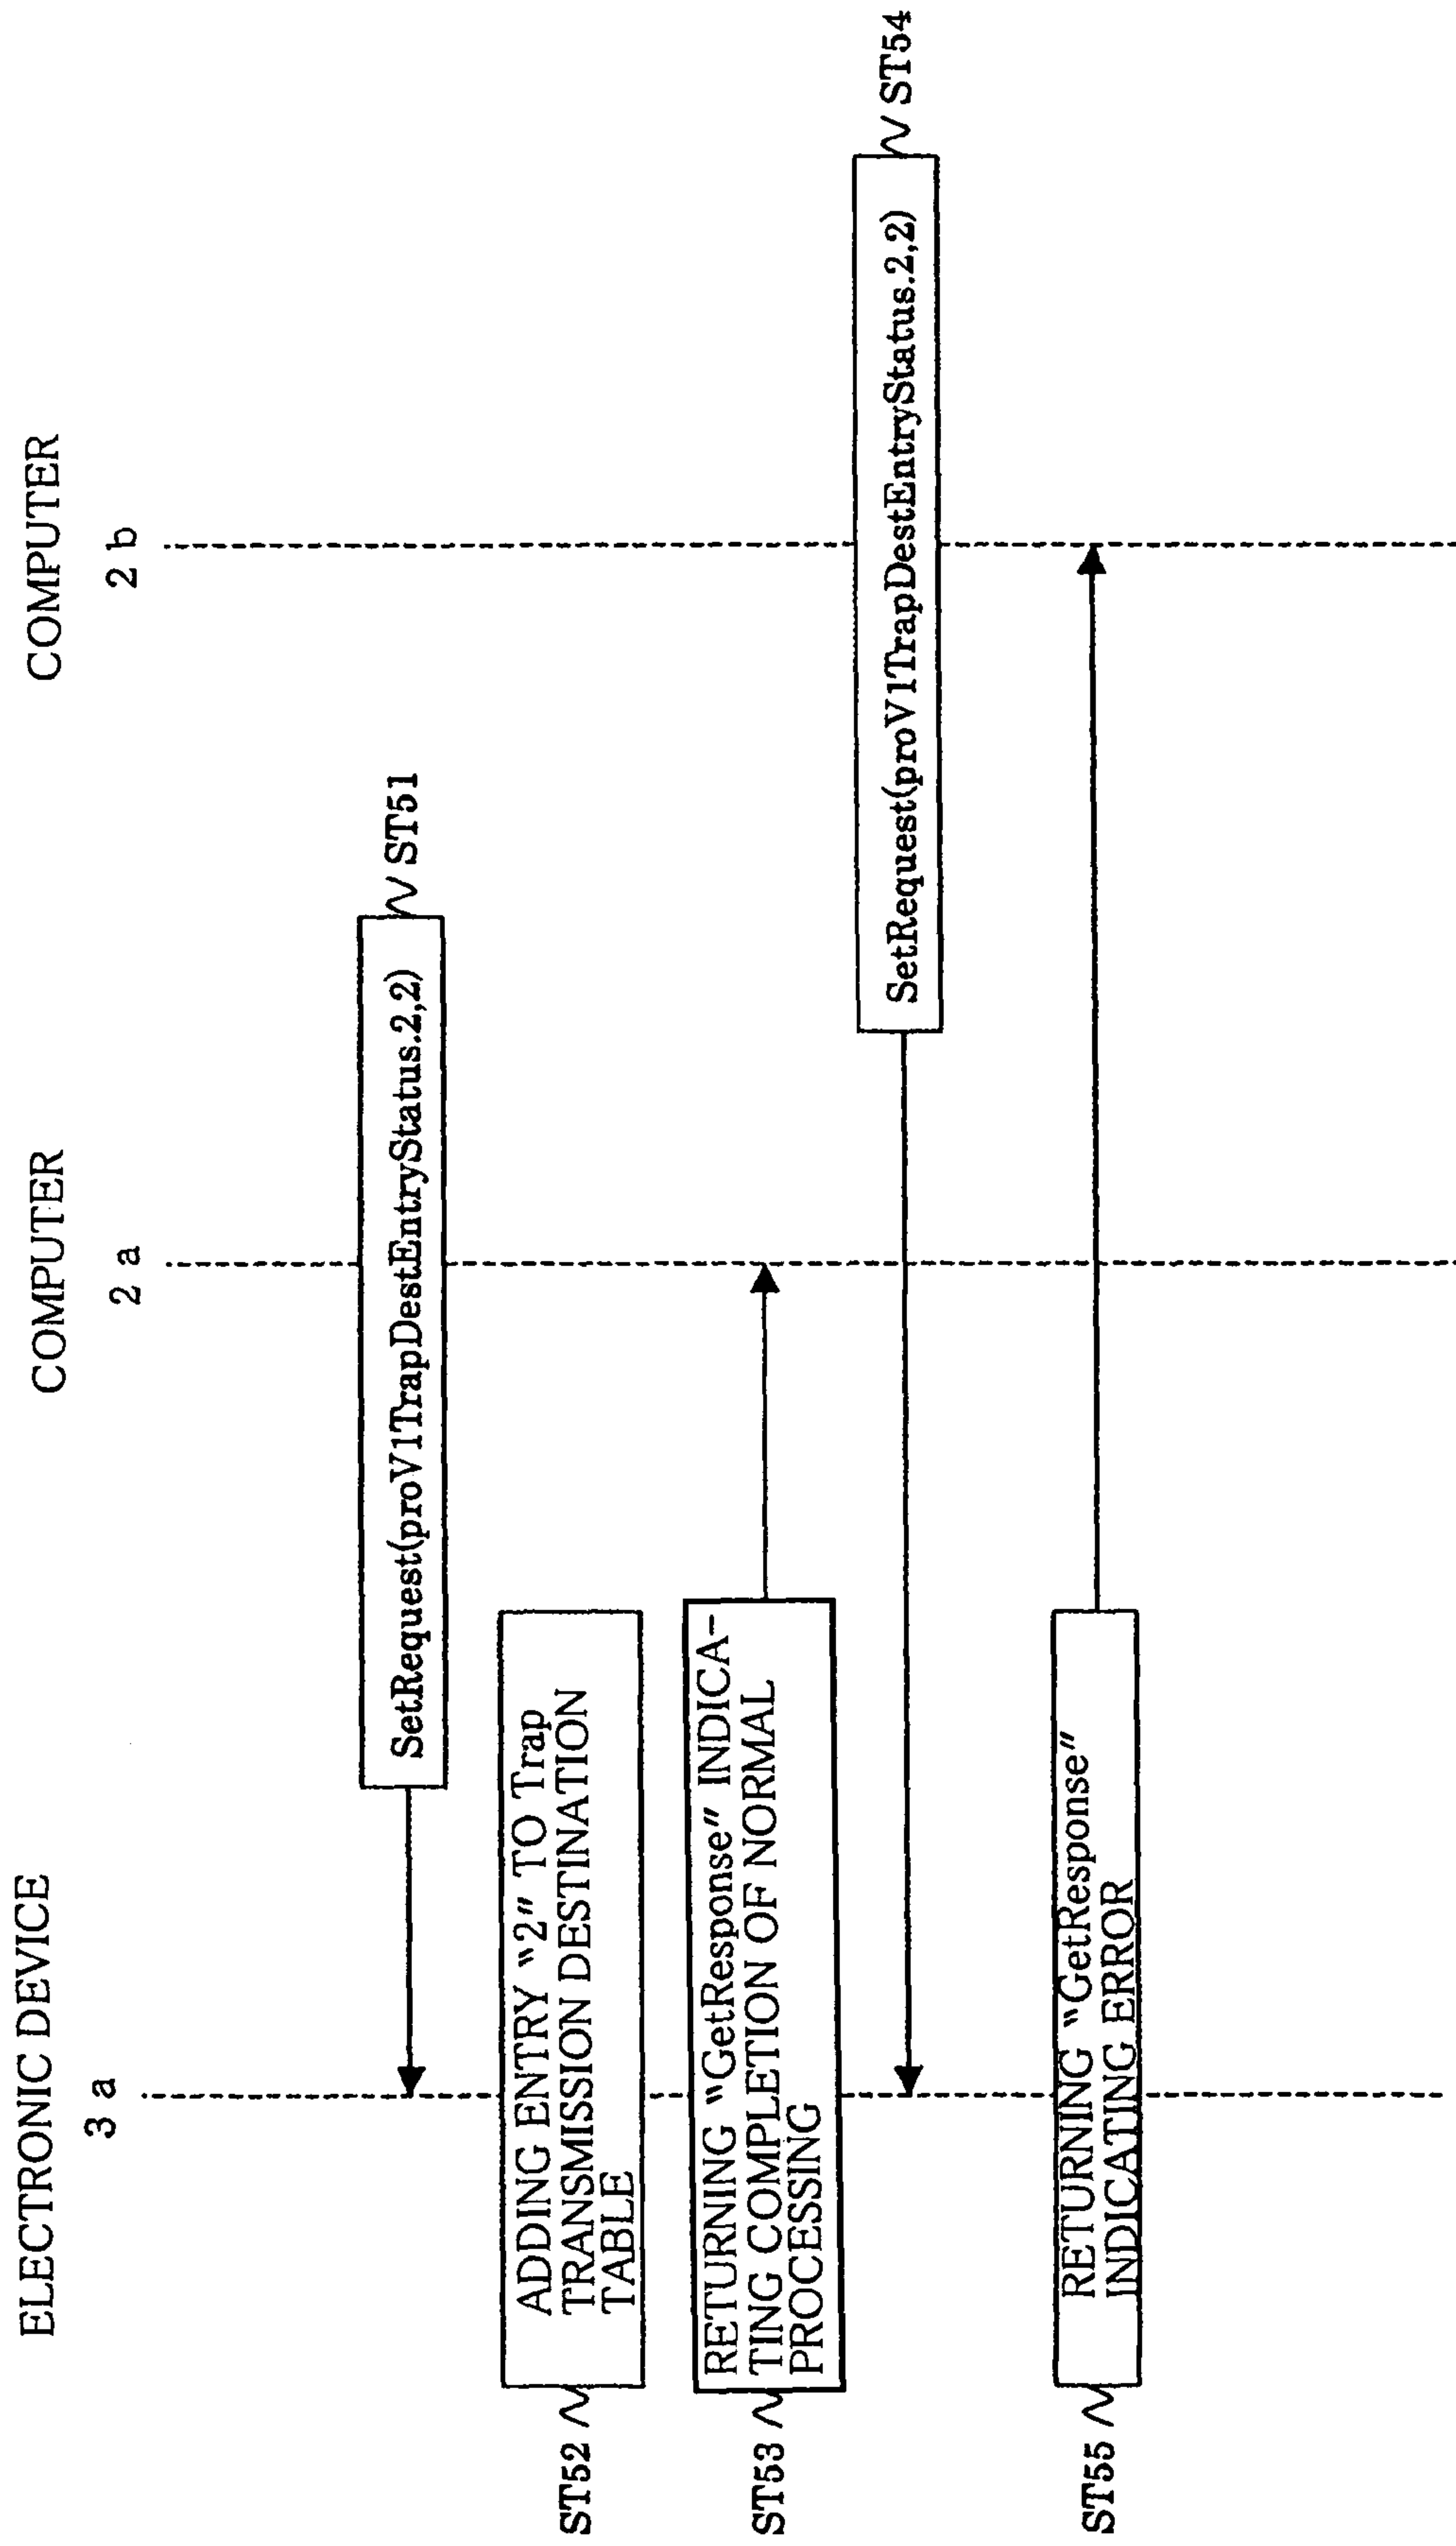 ELECTRONIC DEVICE
3 a
COMPUTER
2 a
COMPUTER
2 b
SetRequest(proV1TrapDestEntryStatus.2,2)
ST51
ST52
ADDING ENTRY "2" TO Trap
TRANSMISSION DESTINATION
TABLE
ST53
RETURNING "GetResponse" INDICA-
TING COMPLETION OF NORMAL
PROCESSING
SetRequest(proV1TrapDestEntryStatus.2,2)
ST54
ST55
RETURNING "GetResponse"
INDICATING ERROR